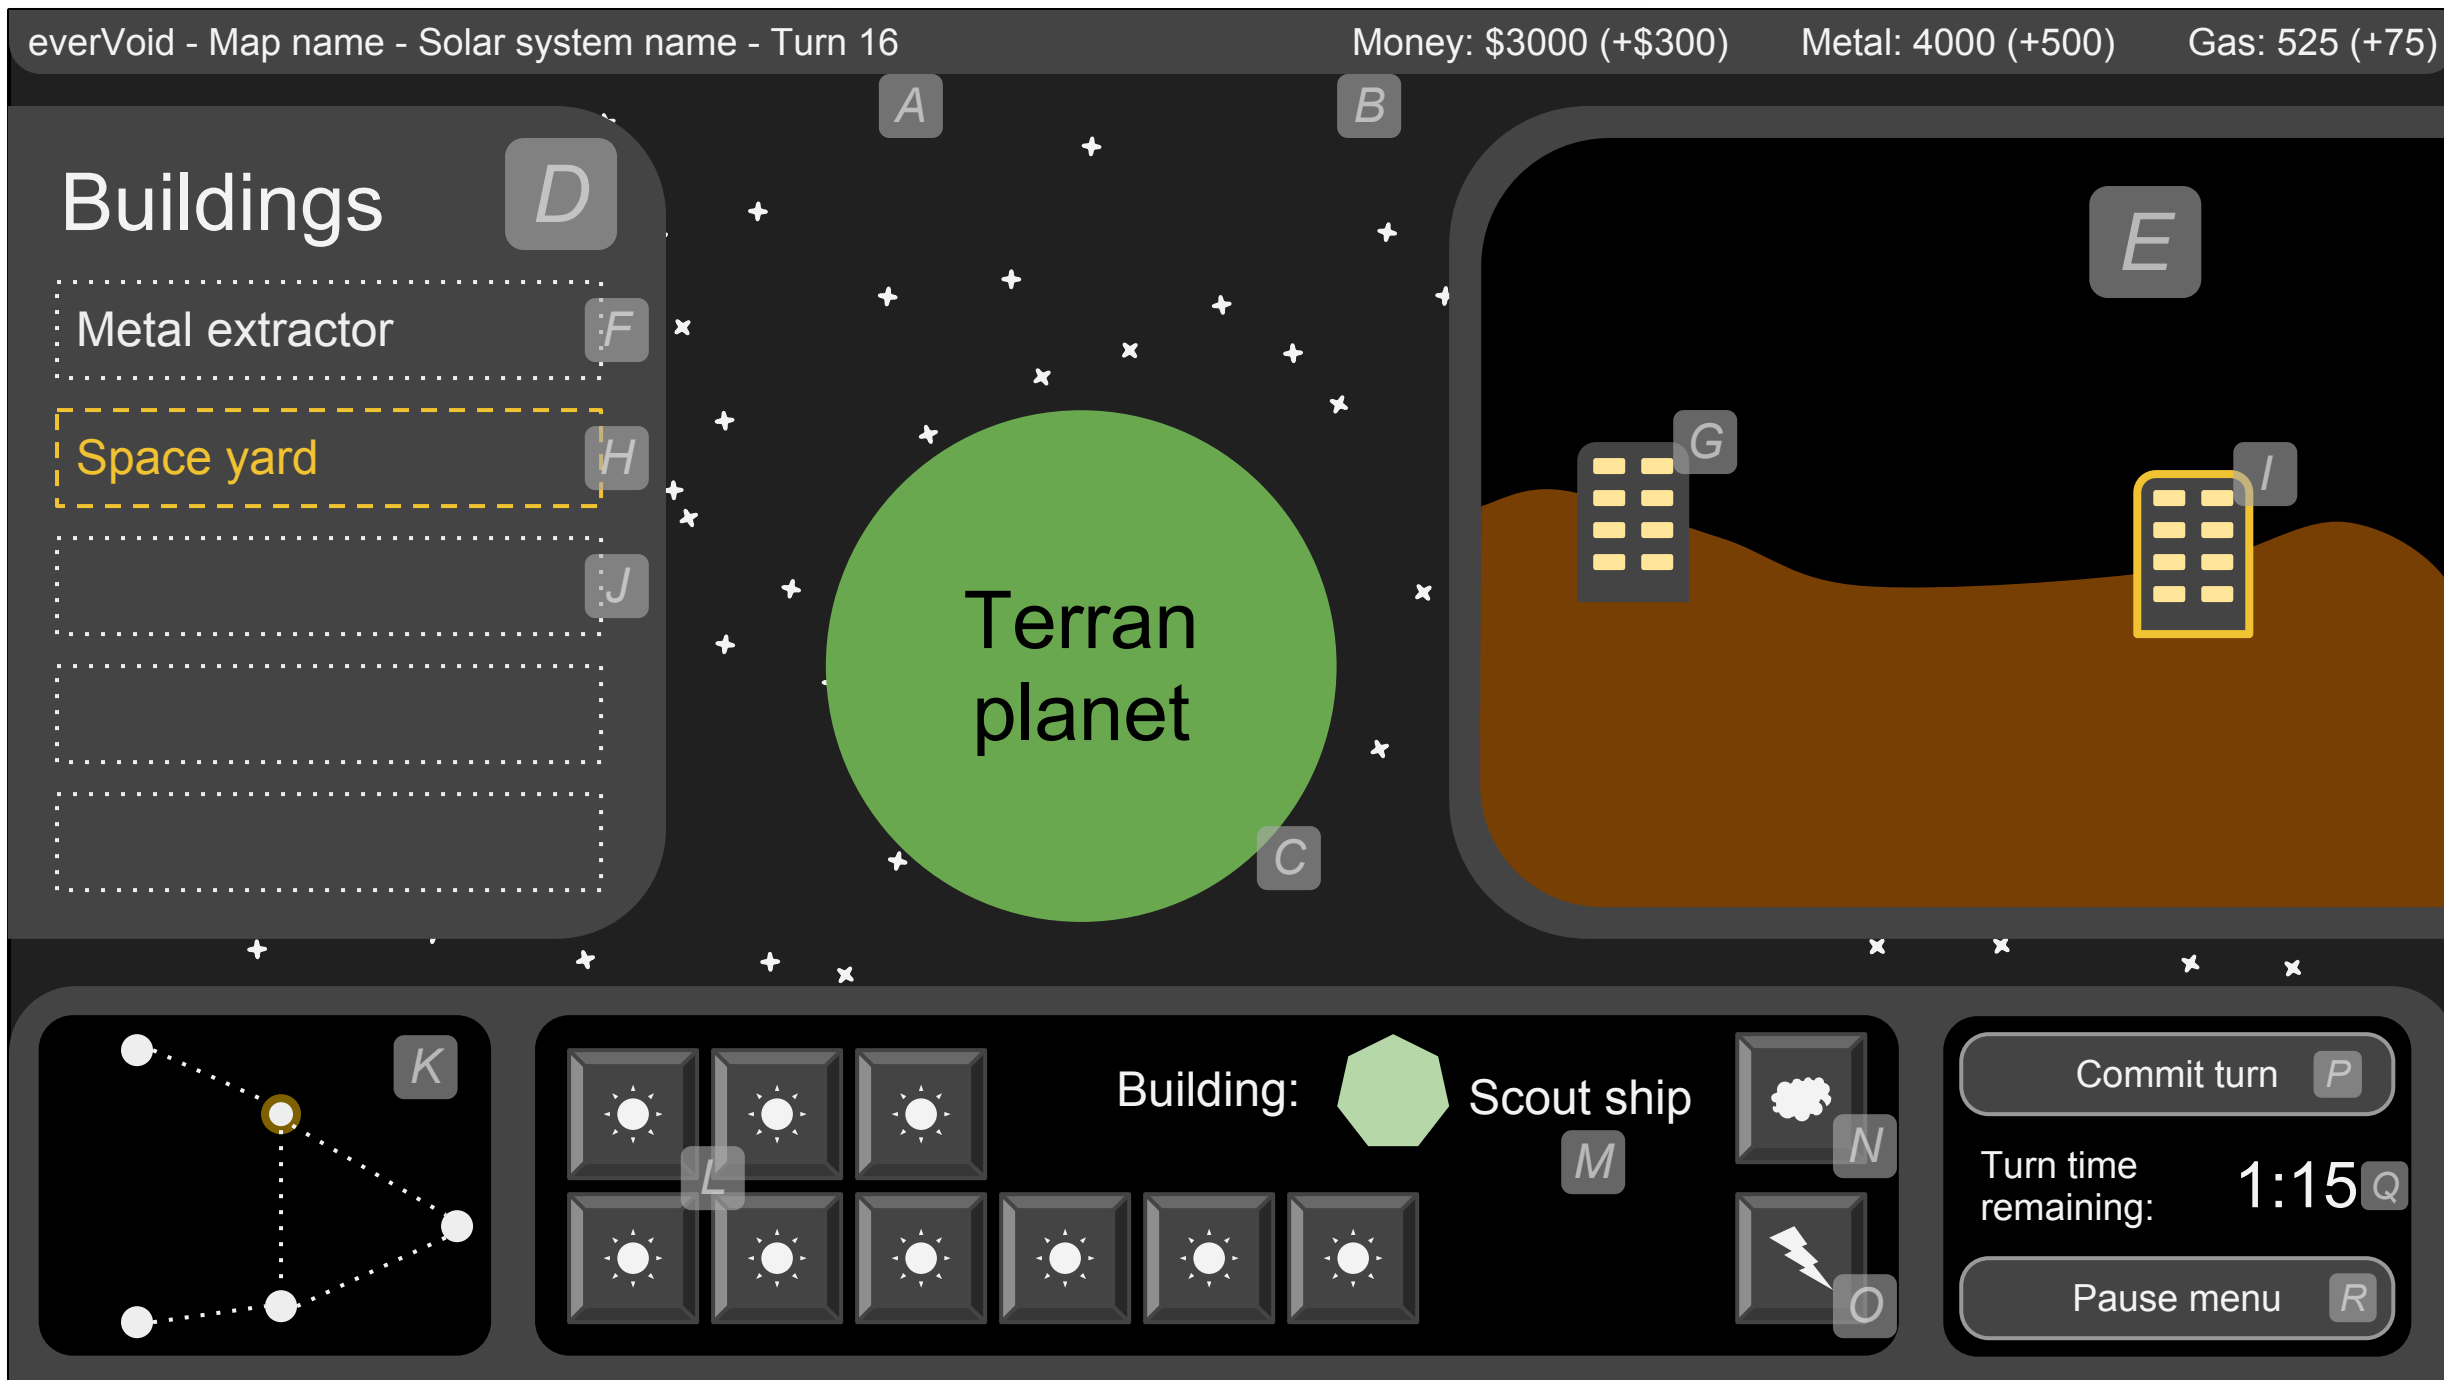 everVoid - Map name - Solar system name - Turn 16
Money: $3000 (+$300)
Metal: 4000 (+500)
Gas: 525 (+75)
A
B
Buildings
D
E
Metal extractor
F
G
Space yard
H
I
J
Terran
planet
C
K
L
Building:
Scout ship
M
N
O
Commit turn
P
Turn time
remaining:
1:15
Q
Pause menu
R